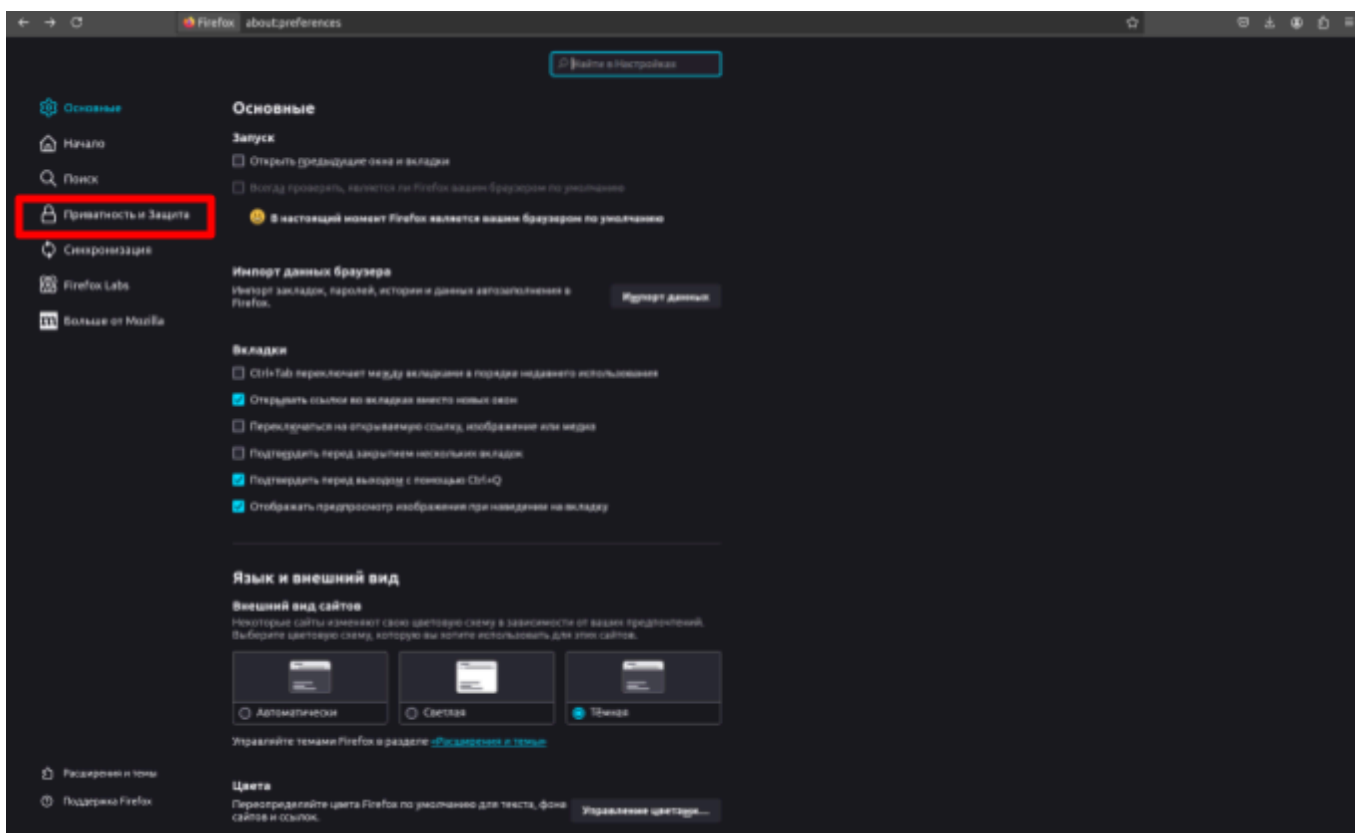 Firefox about:preferences
Найти в Настройках
Основные
Начало
Поиск
Приватность и Защита
Синхронизация
Firefox Labs
Больше от Mozilla
Расширения и темы
Поддержка Firefox
Основные
Запуск
Открыть предыдущие окна и вкладки
Всегда проверять, является ли Firefox вашим браузером по умолчанию
В настоящий момент Firefox является вашим браузером по умолчанию
Импорт данных браузера
Импорт закладок, паролей, истории и данных автозаполнения в
Firefox.
Импорт данных
Вкладки
Ctrl+Tab переключает между вкладками в порядке недавнего использования
Открывать ссылки во вкладках вместо новых окон
Переключаться на открываемую ссылку, изображение или медиа
Подтвердить перед закрытием нескольких вкладок
Подтвердить перед выходом с помощью Ctrl+Q
Отображать предпросмотр изображения при наведении на вкладку
Язык и внешний вид
Внешний вид сайтов
Некоторые сайты изменяют свою цветовую схему в зависимости от ваших предпочтений.
Выберите цветовую схему, которую вы хотите использовать для этих сайтов.
Автоматически
Светлая
Тёмная
Управляйте темами Firefox в разделе «Расширения и темы»
Цвета
Переопределяйте цвета Firefox по умолчанию для текста, фона
сайтов и ссылок.
Управление цветами...